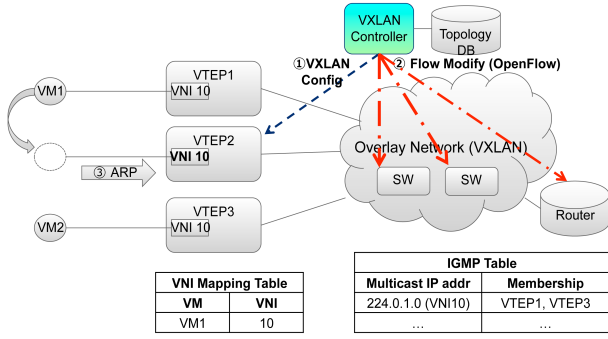 VXLAN
Controller
Topology
DB
①VXLAN
Config
② Flow Modify (OpenFlow)
VTEP1
VNI 10
VM1
VTEP2
VNI 10
③ ARP
Overlay Network (VXLAN)
SW
SW
VTEP3
VNI 10
VM2
Router
VNI Mapping Table
VM VNI
VM1 10
IGMP Table
Multicast IP addr Membership
224.0.1.0 (VNI10) VTEP1, VTEP3
… …